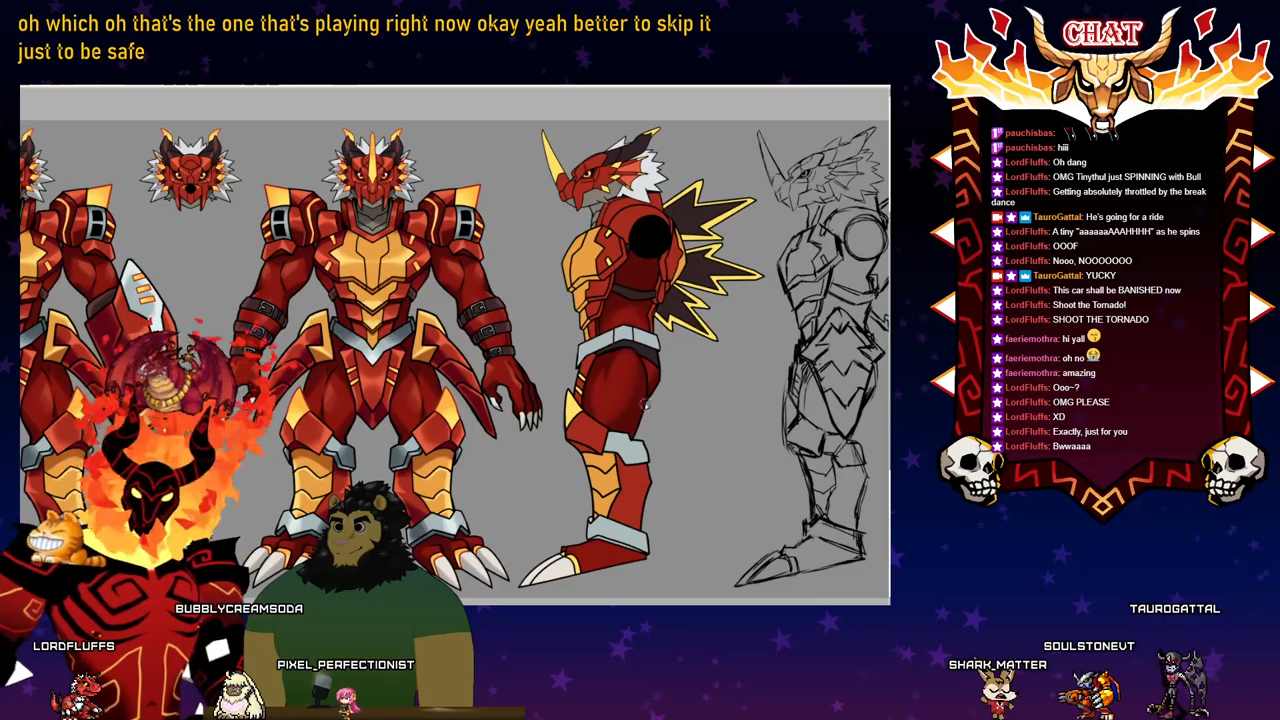 oh which oh that's the one that's playing right now okay yeah better to skip it
just to be safe
CHAT
pauchisbas:
pauchisbas: hiii
LordFluffs: Oh dang
LordFluffs: OMG Tinythul just SPINNING with Bull
LordFluffs: Getting absolutely throttled by the break
dance
TauroGattal: He's going for a ride
LordFluffs: A tiny "aaaaaaAAAHHHH" as he spins
LordFluffs: OOOF
LordFluffs: Nooo, NOOOOOOO
TauroGattal: YUCKY
LordFluffs: This car shall be BANISHED now
LordFluffs: Shoot the Tornado!
LordFluffs: SHOOT THE TORNADO
faeriemothra: hi yall
faeriemothra: oh no
faeriemothra: amazing
LordFluffs: Ooo~?
LordFluffs: OMG PLEASE
LordFluffs: XD
LordFluffs: Exactly, just for you
LordFluffs: Bwwaaaa
BUBBLYCREAMSODA
LORDFLUFFS
PIXEL_PERFECTIONIST
TAUROGATTAL
SOULSTONEVT
SHARK_MATTER